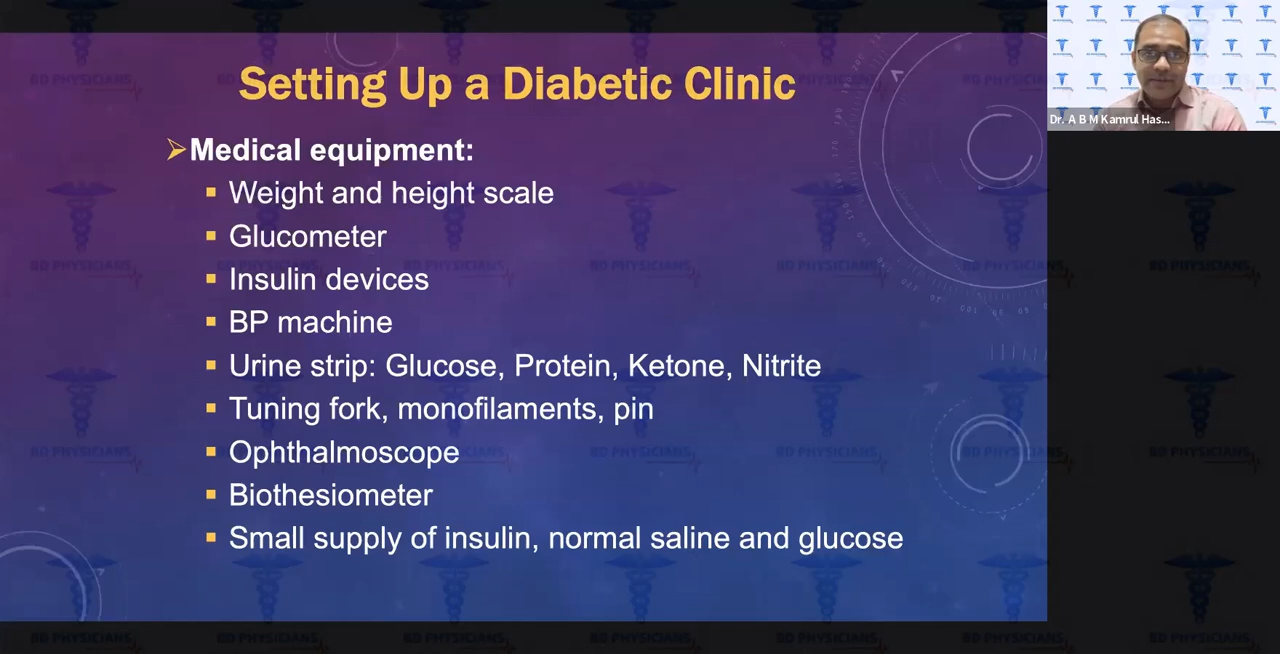 Setting Up a Diabetic Clinic
Medical equipment:
Weight and height scale
Glucometer
Insulin devices
BP machine
Urine strip: Glucose, Protein, Ketone, Nitrite
Tuning fork, monofilaments, pin
Ophthalmoscope
Biothesiometer
Small supply of insulin, normal saline and glucose
Dr. A B M Kamrul Has...
BD PHYSICIANS